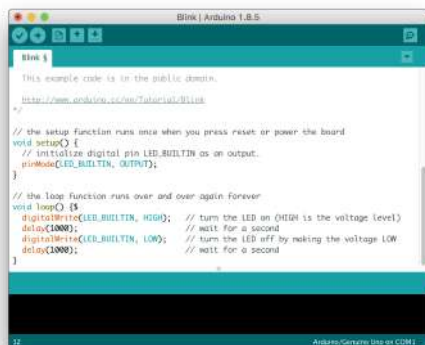 Blink | Arduino 1.8.5
Blink §
This example code is in the public domain.
http://www.arduino.cc/en/Tutorial/Blink
*/
// the setup function runs once when you press reset or power the board
void setup() {
// initialize digital pin LED_BUILTIN as an output.
pinMode(LED_BUILTIN, OUTPUT);
}
// the loop function runs over and over again forever
void loop() {$
digitalWrite(LED_BUILTIN, HIGH); // turn the LED on (HIGH is the voltage level)
delay(1000); // wait for a second
digitalWrite(LED_BUILTIN, LOW); // turn the LED off by making the voltage LOW
delay(1000); // wait for a second
}
12
Arduino/Genuino Uno on COM1